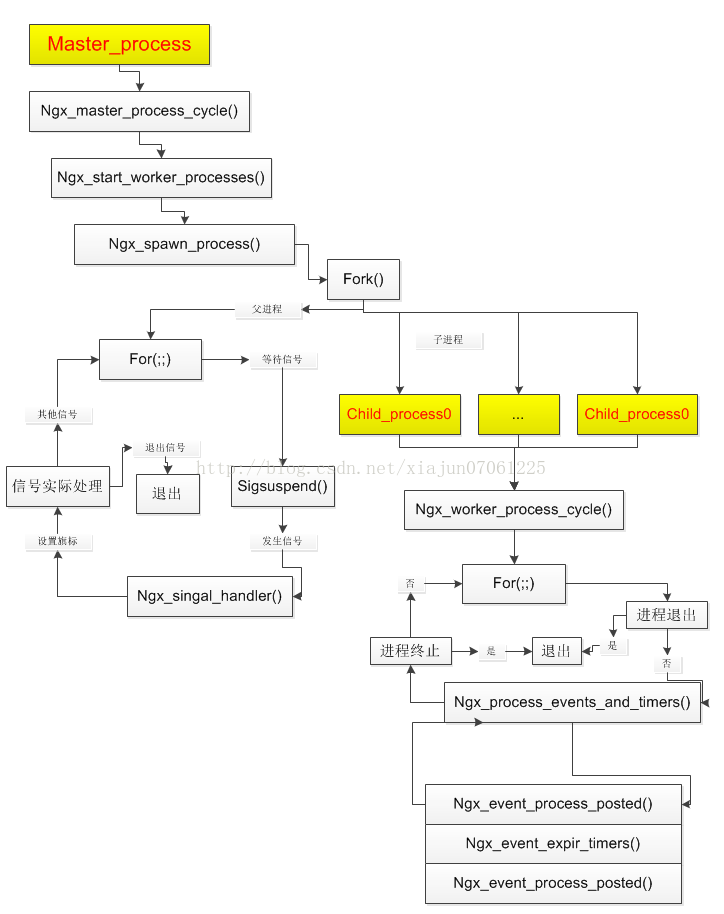 Master_process
Ngx_master_process_cycle()
Ngx_start_worker_processes()
Ngx_spawn_process()
Fork()
父进程
子进程
For(;;)
等待信号
其他信号
Child_process0
...
Child_process0
退出信号
http://blog.csdn.net/xiajun07061225
信号实际处理
退出
Sigsuspend()
Ngx_worker_process_cycle()
设置旗标
发生信号
Ngx_singal_handler()
否
For(;;)
进程退出
进程终止
是
退出
是
否
Ngx_process_events_and_timers()
Ngx_event_process_posted()
Ngx_event_expir_timers()
Ngx_event_process_posted()